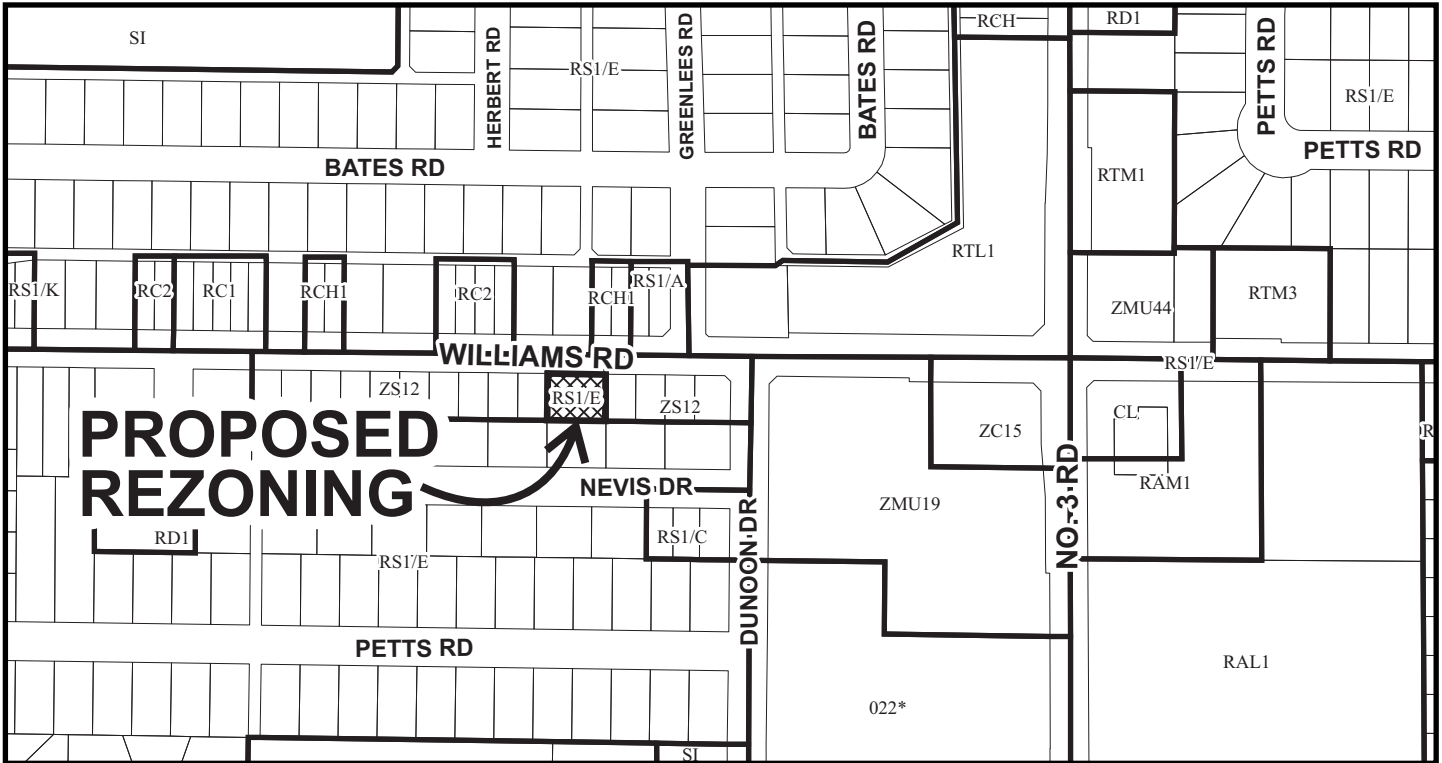 SI
HERBERT RD
RS1/E
GREENLEES RD
BATES RD
RCH
RD1
PETTS RD
RS1/E
PETTS RD
BATES RD
RTM1
RTL1
RS1/K
RC2
RC1
RCH1
RC2
RCH1
RS1/A
ZMU44
RTM3
WILLIAMS RD
RS1/E
ZS12
RS1/E
ZS12
PROPOSED
REZONING
CL
ZC15
NO. 3 RD
RAM1
NEVIS DR
ZMU19
RD1
RS1/E
RS1/C
DUNOON DR
PETTS RD
RAL1
022*
SI